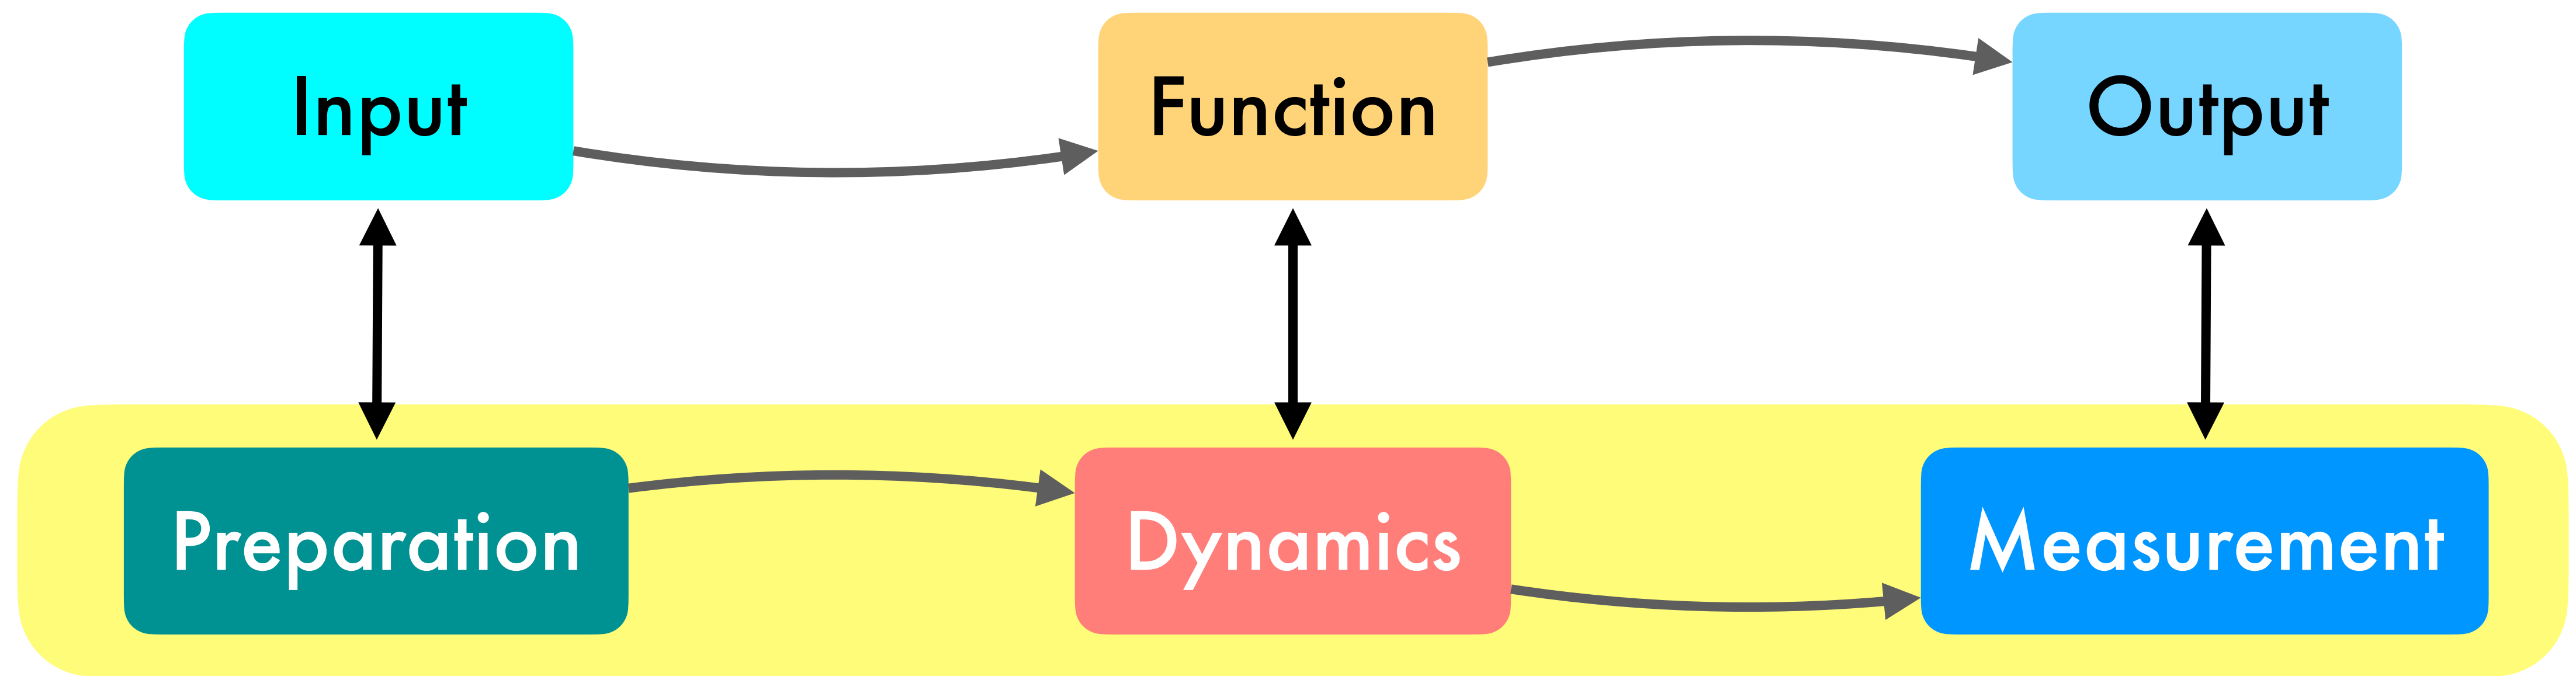 Input
Function
Output
Preparation
Dynamics
Measurement